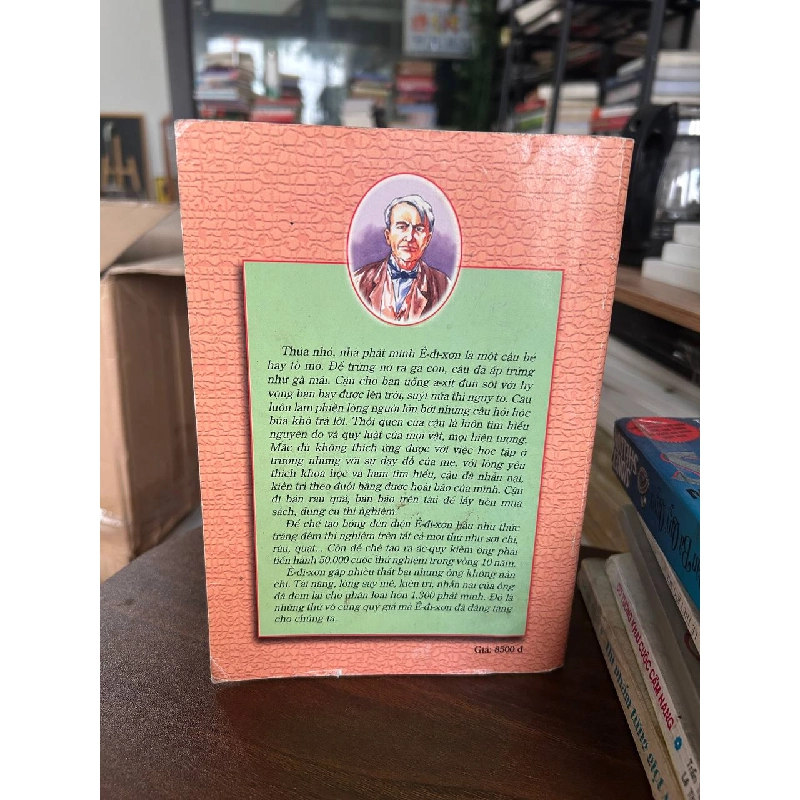 Thuở nhỏ, nhà phát minh Ê-đi-xơn là một cậu bé
hay tò mò. Để trứng nở ra gà con, cậu đã ấp trứng
như gà mái. Cậu cho bạn uống a-xít đun sôi với hy
vọng bạn bay được lên trời, suýt nữa thì nguy to. Cậu
luôn làm phiền lòng người lớn bởi những câu hỏi hóc
búa khó trả lời. Thói quen của cậu là luôn tìm hiểu
nguyên do và quy luật của mọi vật, mọi hiện tượng.
Mặc dù không thích ứng được với việc học tập ở
trường nhưng với sự dạy dỗ của mẹ, với lòng yêu
thích khoa học và ham tìm hiểu, cậu đã nhẫn nại,
kiên trì theo đuổi bằng được hoài bão của mình. Cậu
đi bán rau quả, bán báo trên tàu để lấy tiền mua
sách, dụng cụ thí nghiệm.
Để chế tạo bóng đèn điện Ê-đi-xơn hầu như thức
trắng đêm thí nghiệm trên tất cả mọi thứ như sợi chỉ,
râu, quạt... Còn để chế tạo ra ắc-quy kiềm ông phải
tiến hành 50.000 cuộc thử nghiệm trong vòng 10 năm.
Ê-đi-xơn gặp nhiều thất bại nhưng ông không nản
chí. Tài năng, lòng say mê, kiên trì, nhẫn nại của ông
đã đem lại cho nhân loại hơn 1.300 phát minh. Đó là
những thứ vô cùng quý giá mà Ê-đi-xơn đã dâng tặng
cho chúng ta.
Giá: 8500 đ